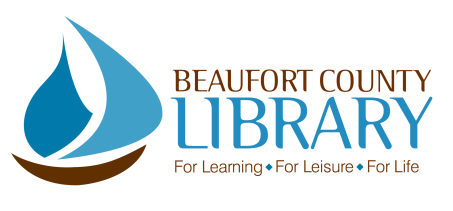 BEAUFORT COUNTY
LIBRARY
For Learning ◆ For Leisure ◆ For Life